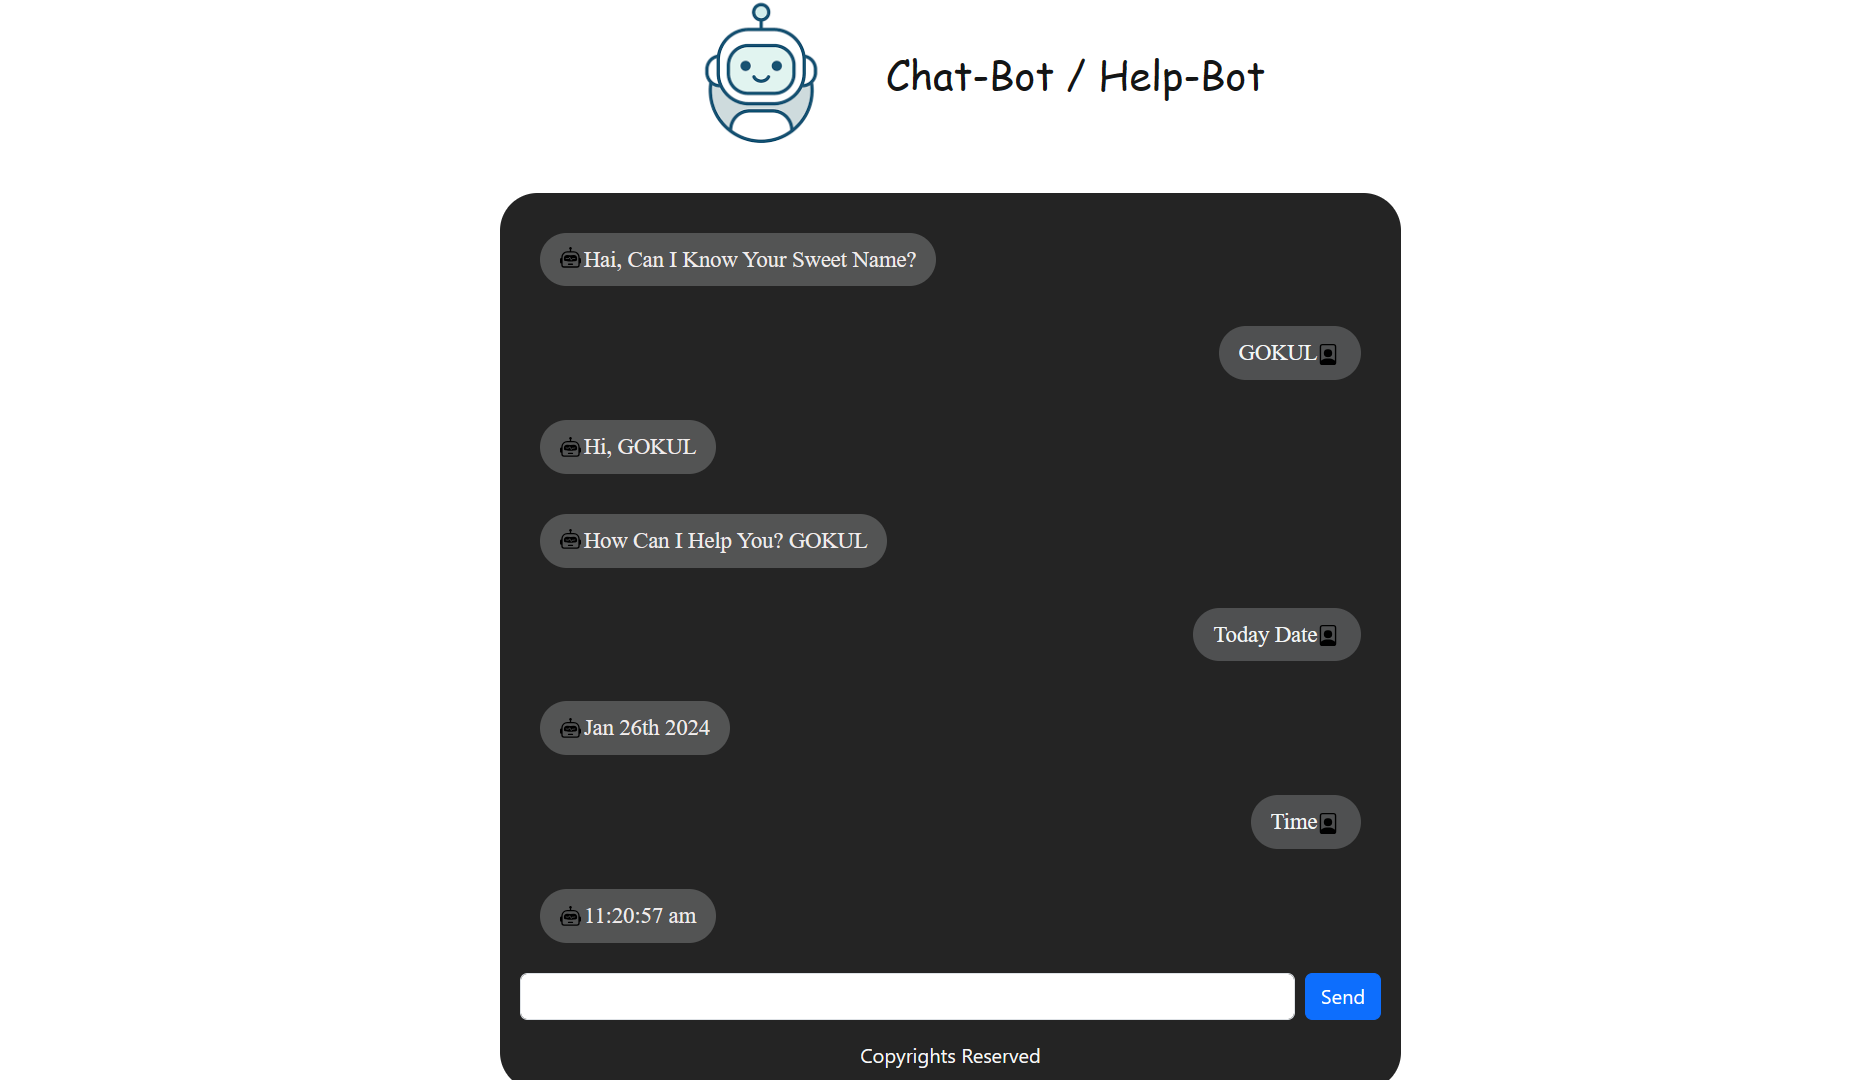 Chat-Bot / Help-Bot
Hai, Can I Know Your Sweet Name?
GOKUL
Hi, GOKUL
How Can I Help You? GOKUL
Today Date
Jan 26th 2024
Time
11:20:57 am
Send
Copyrights Reserved